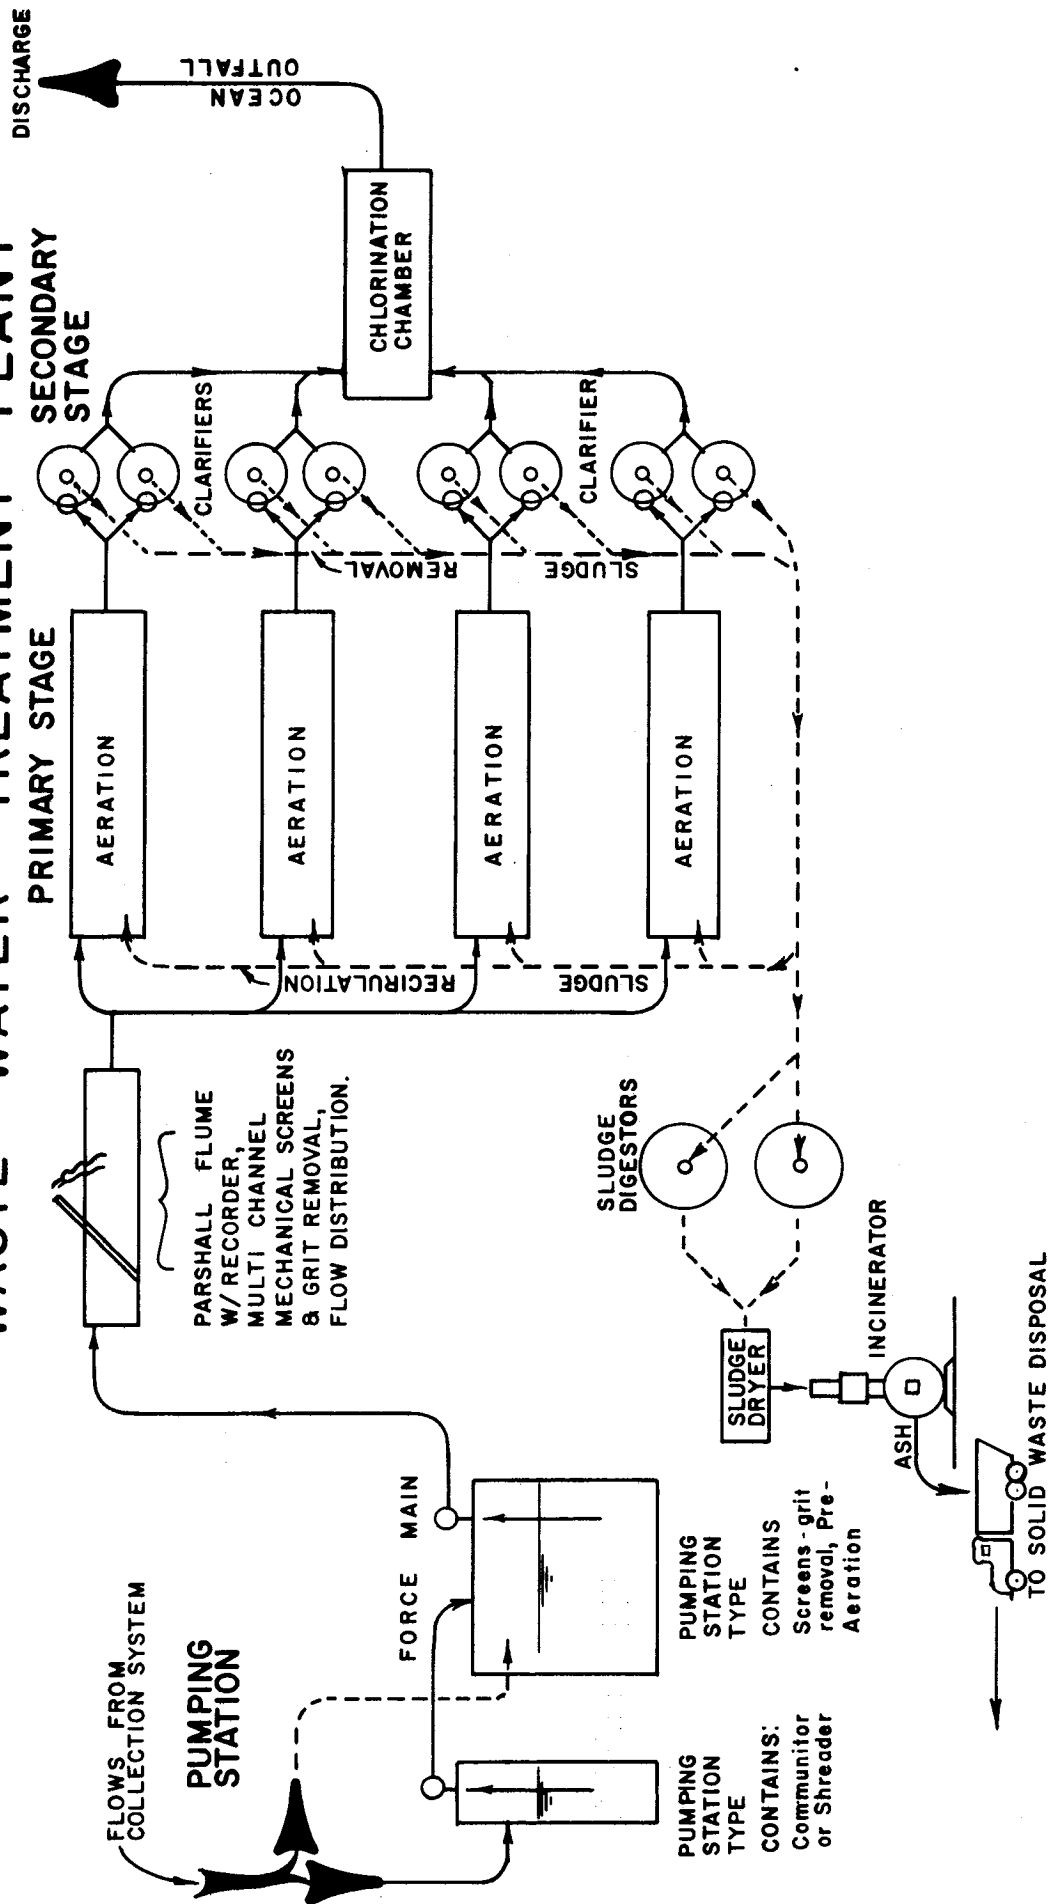 WASTE WATER TREATMENT PLANT
PRIMARY STAGE
SECONDARY
STAGE
DISCHARGE
OCEAN
OUTFALL
FLOWS FROM
COLLECTION SYSTEM
PUMPING
STATION
FORCE MAIN
PARSHALL FLUME
W/ RECORDER,
MULTI CHANNEL
MECHANICAL SCREENS
& GRIT REMOVAL,
FLOW DISTRIBUTION.
AERATION
AERATION
AERATION
AERATION
SLUDGE RECIRULATION
SLUDGE REMOVAL
CLARIFIERS
CLARIFIER
CHLORINATION
CHAMBER
PUMPING
STATION
TYPE
CONTAINS:
Communitor
or Shreader
PUMPING
STATION
TYPE
CONTAINS
Screens - grit
removal, Pre-
Aeration
SLUDGE
DIGESTORS
SLUDGE
DRYER
INCINERATOR
ASH
TO SOLID WASTE DISPOSAL